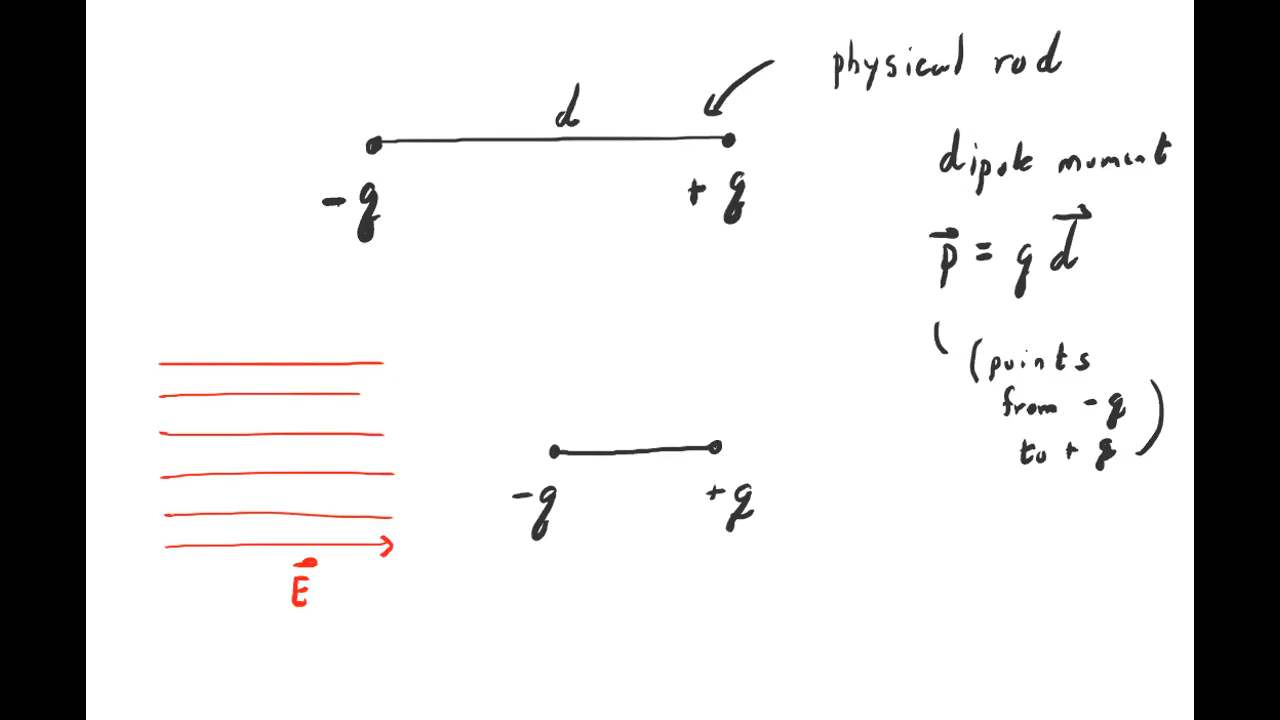 physical rod
d
-q
+q
dipole moment
p⃗ = q d⃗
(
(points
from -q
to +q)
-q
+q
E⃗